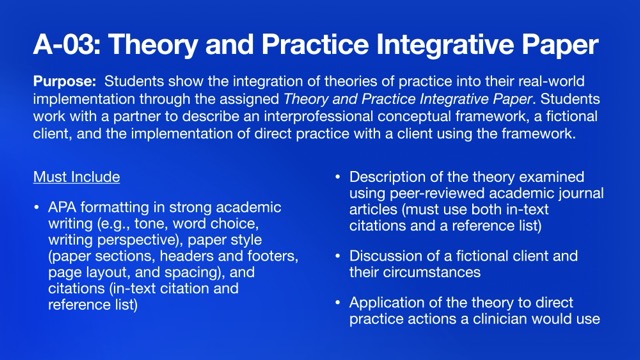 A-03: Theory and Practice Integrative Paper
Purpose: Students show the integration of theories of practice into their real-world
implementation through the assigned Theory and Practice Integrative Paper. Students
work with a partner to describe an interprofessional conceptual framework, a fictional
client, and the implementation of direct practice with a client using the framework.
Must Include
• APA formatting in strong academic
writing (e.g., tone, word choice,
writing perspective), paper style
(paper sections, headers and footers,
page layout, and spacing), and
citations (in-text citation and
reference list)
• Description of the theory examined
using peer-reviewed academic journal
articles (must use both in-text
citations and a reference list)
• Discussion of a fictional client and
their circumstances
• Application of the theory to direct
practice actions a clinician would use